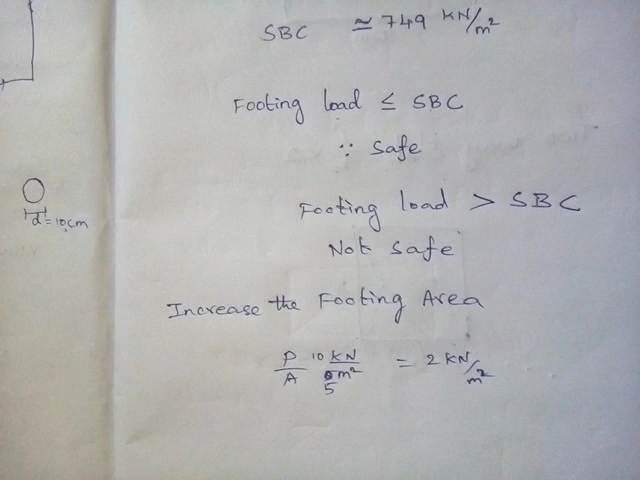 SBC ≃ 749 KN/m²
Footing load ≤ SBC
∵ Safe
d = 10cm
Footing load > SBC
Not safe
Increase the Footing Area
P/A 10 KN/5 m² = 2 KN/m²